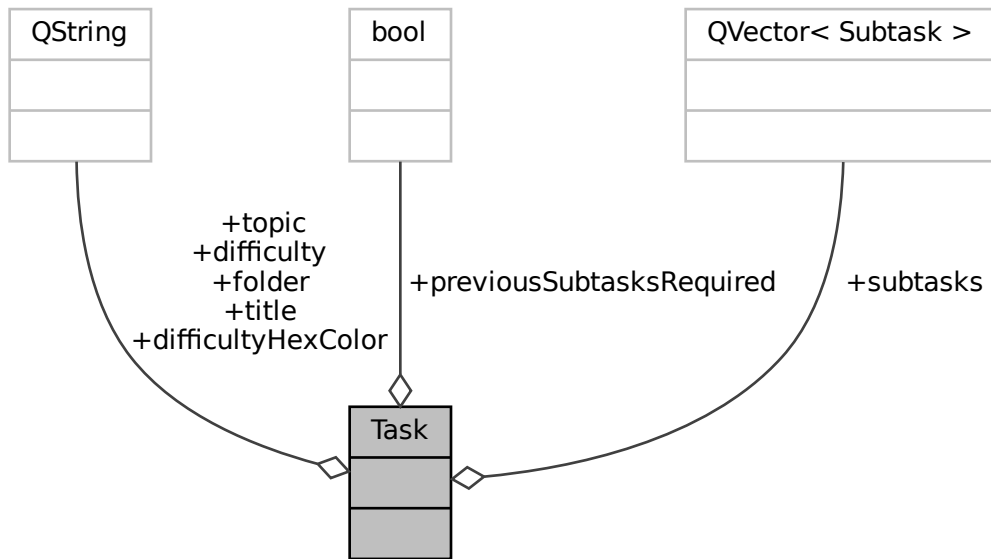 QString
bool
QVector< Subtask >
+topic
+difficulty
+folder
+title
+difficultyHexColor
+previousSubtasksRequired
+subtasks
Task